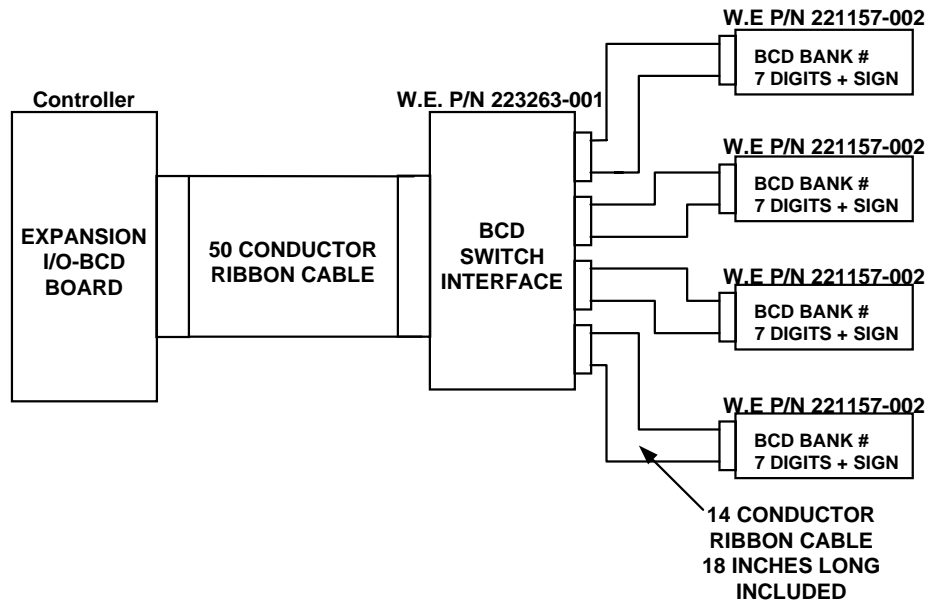 Controller
EXPANSION
I/O-BCD
BOARD
50 CONDUCTOR
RIBBON CABLE
W.E. P/N 223263-001
BCD
SWITCH
INTERFACE
W.E P/N 221157-002
BCD BANK #
7 DIGITS + SIGN
W.E P/N 221157-002
BCD BANK #
7 DIGITS + SIGN
W.E P/N 221157-002
BCD BANK #
7 DIGITS + SIGN
W.E P/N 221157-002
BCD BANK #
7 DIGITS + SIGN
14 CONDUCTOR
RIBBON CABLE
18 INCHES LONG
INCLUDED